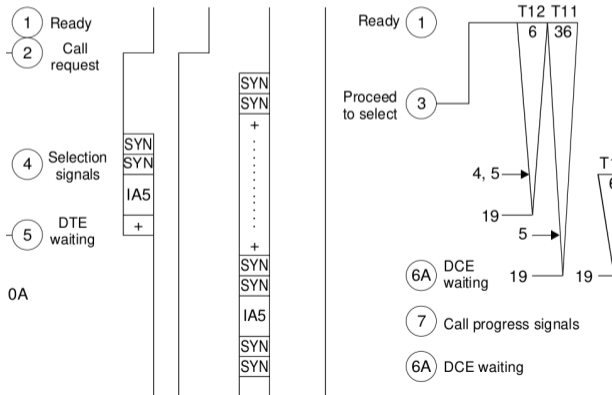 1 Ready
2 Call
request
SYN
SYN
+
SYN
SYN
4 Selection
signals
IA5
+
5 DTE
waiting
+
SYN
SYN
IA5
SYN
SYN
0A
T12 T11
Ready 1
6 36
Proceed
to select 3
4, 5
19
5
6A DCE
waiting
19
19
7 Call progress signals
6A DCE waiting